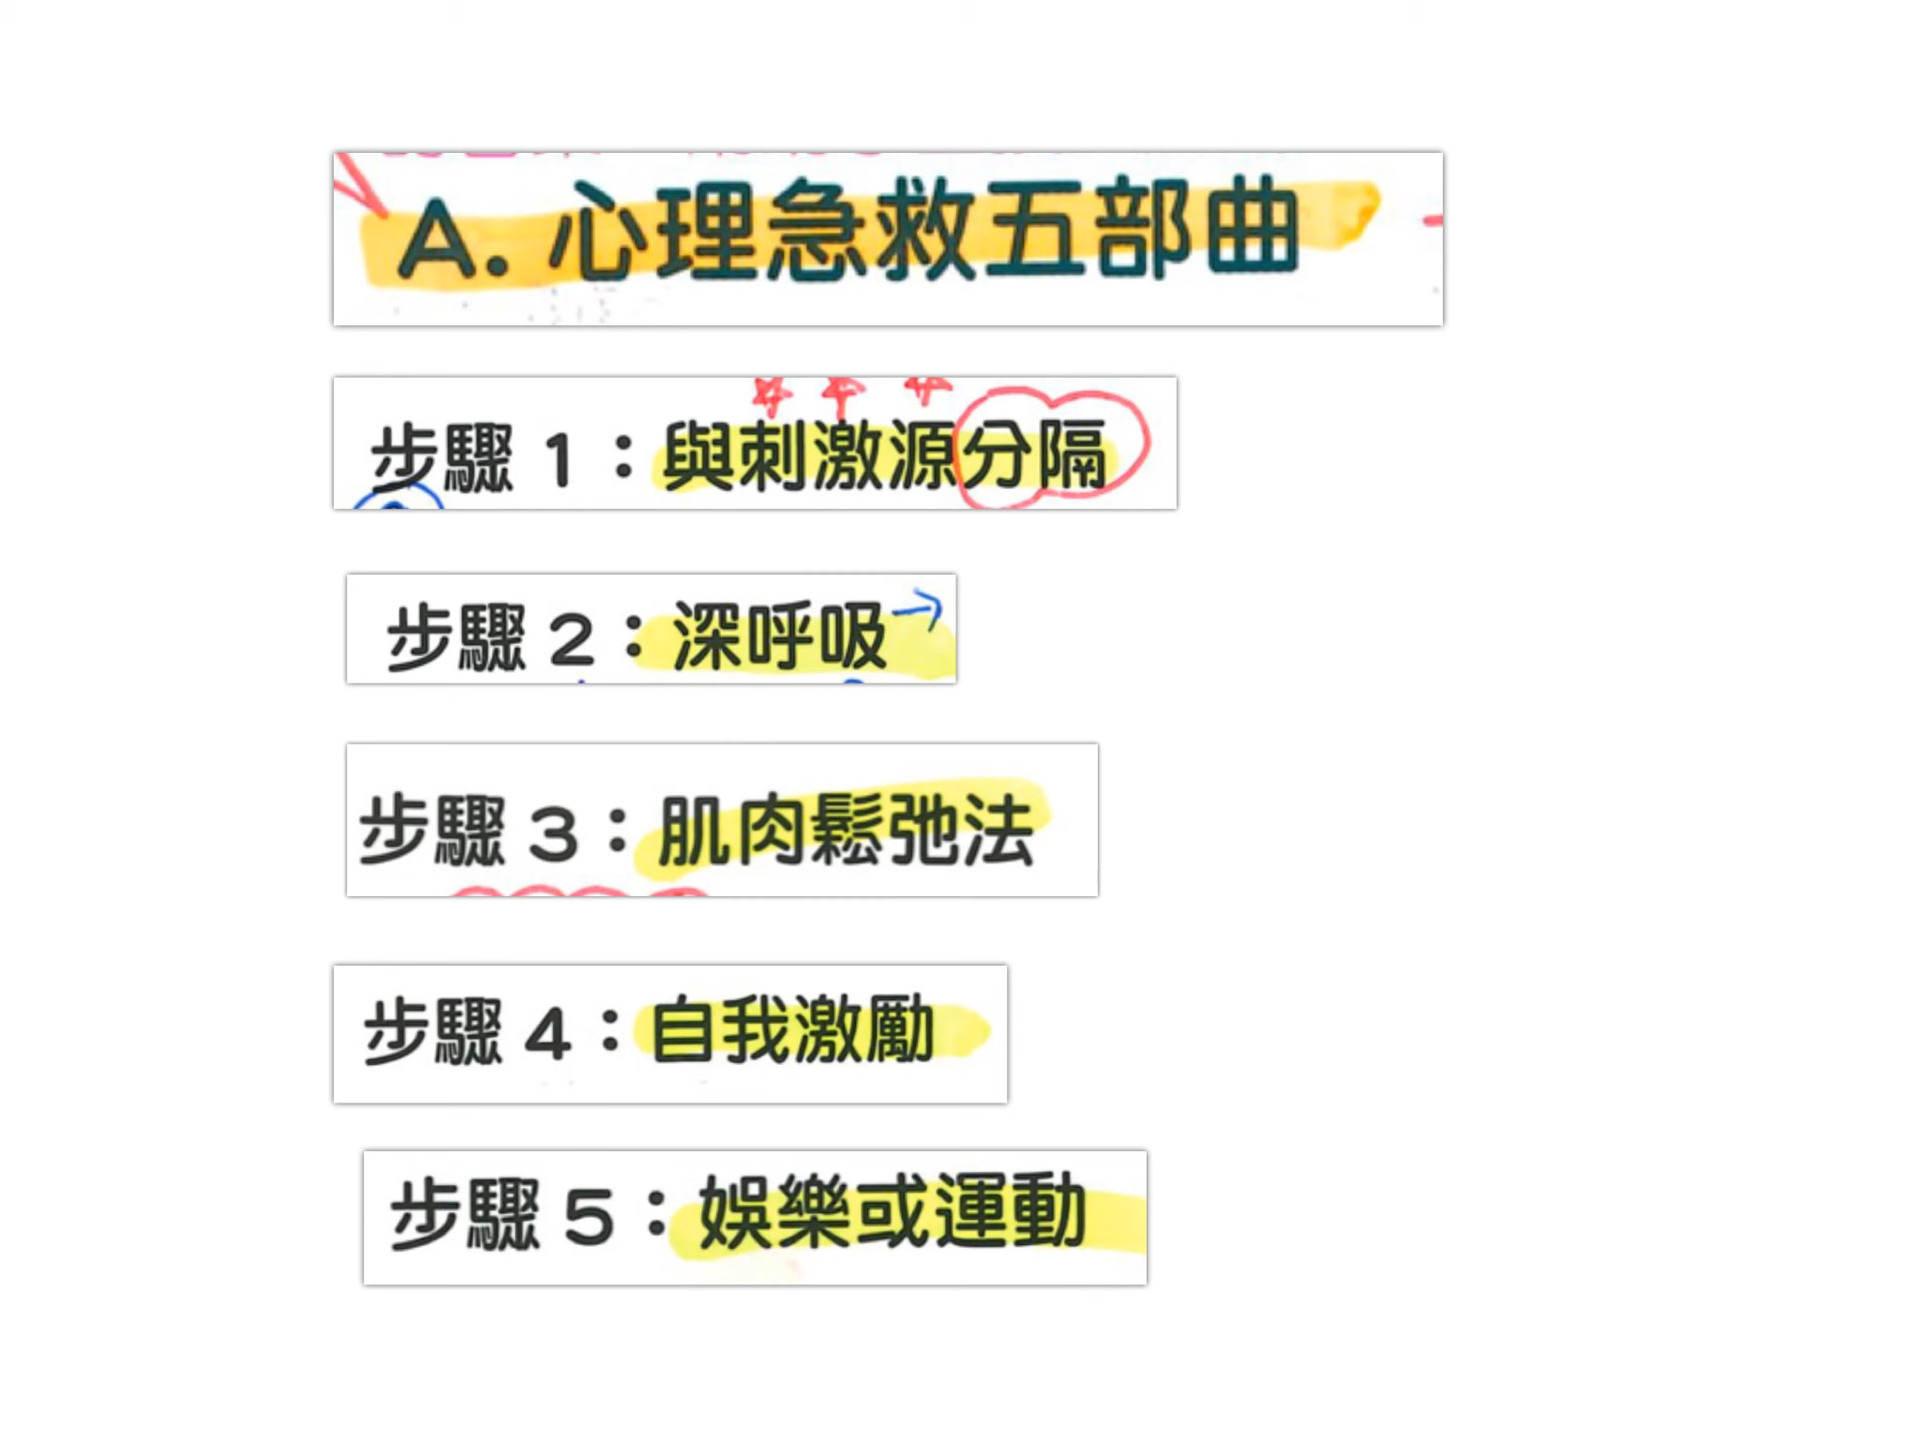 A. 心理急救五部曲
步驟 1：與刺激源分隔
步驟 2：深呼吸
步驟 3：肌肉鬆弛法
步驟 4：自我激勵
步驟 5：娛樂或運動